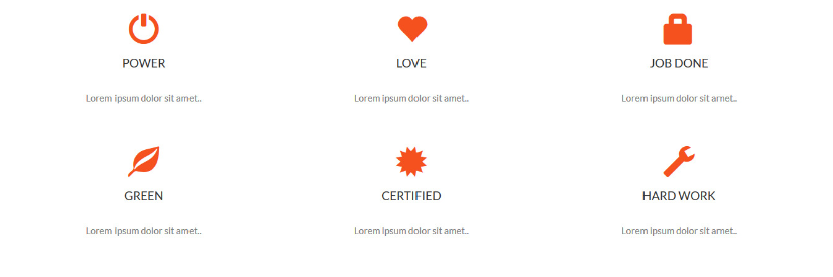 POWER
LOVE
JOB DONE
Lorem ipsum dolor sit amet..
Lorem ipsum dolor sit amet..
Lorem ipsum dolor sit amet..
GREEN
CERTIFIED
HARD WORK
Lorem ipsum dolor sit amet..
Lorem ipsum dolor sit amet..
Lorem ipsum dolor sit amet..